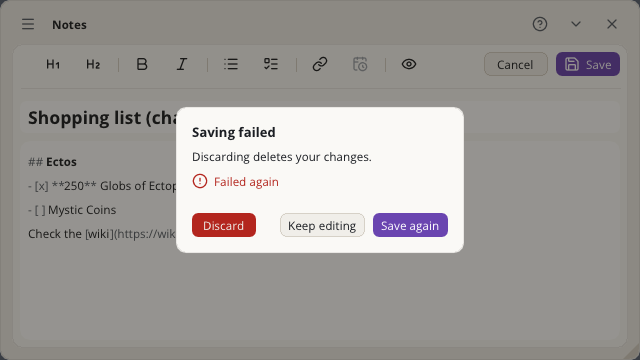 Notes
H1 H2 B I
Cancel
Save
Shopping list (cha
## Ectos
- [x] **250** Globs of Ectop
- [ ] Mystic Coins
Check the [wiki](https://wik
Saving failed
Discarding deletes your changes.
Failed again
Discard
Keep editing
Save again